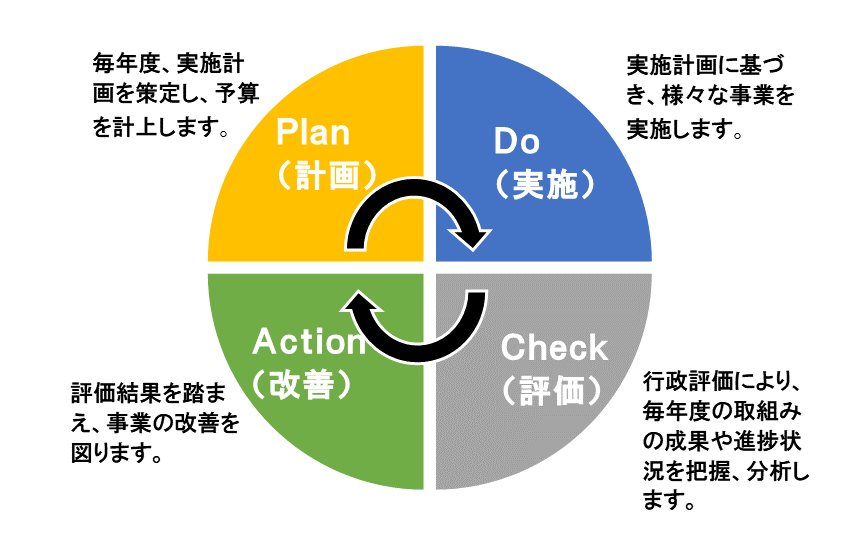 毎年度、実施計
画を策定し、予算
を計上します。
Plan
（計画）
Do
（実施）
実施計画に基づ
き、様々な事業を
実施します。
評価結果を踏ま
え、事業の改善を
図ります。
Action
（改善）
Check
（評価）
行政評価により、
毎年度の取組み
の成果や進捗状
況を把握、分析し
ます。